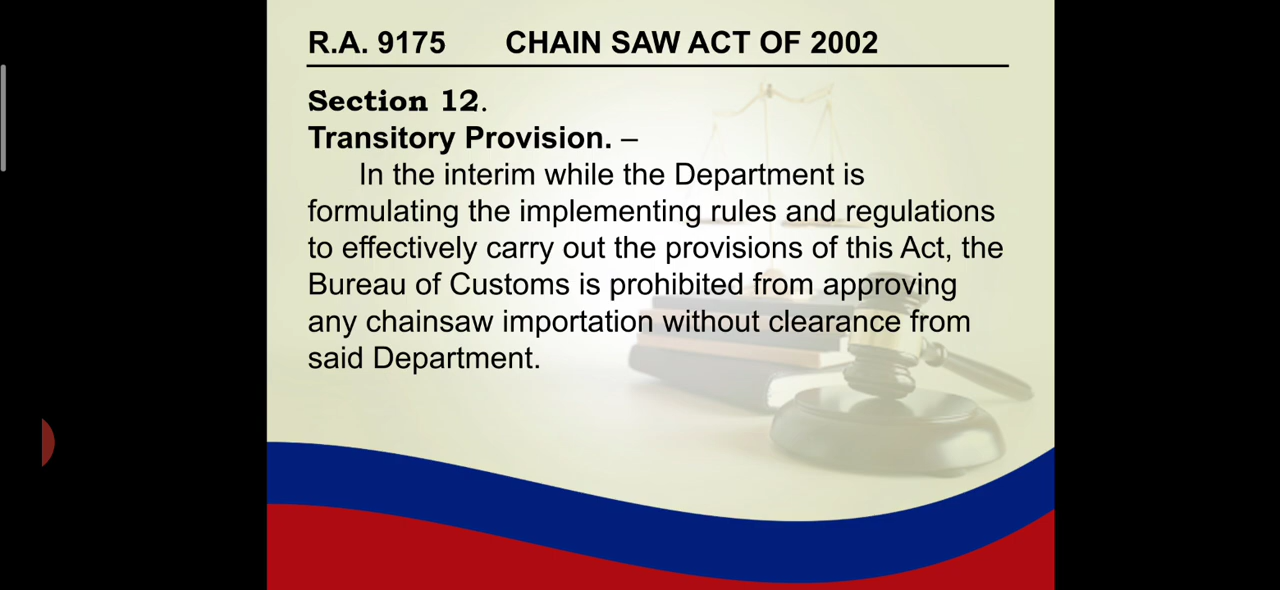 R.A. 9175 CHAIN SAW ACT OF 2002
Section 12.
Transitory Provision. –
In the interim while the Department is
formulating the implementing rules and regulations
to effectively carry out the provisions of this Act, the
Bureau of Customs is prohibited from approving
any chainsaw importation without clearance from
said Department.